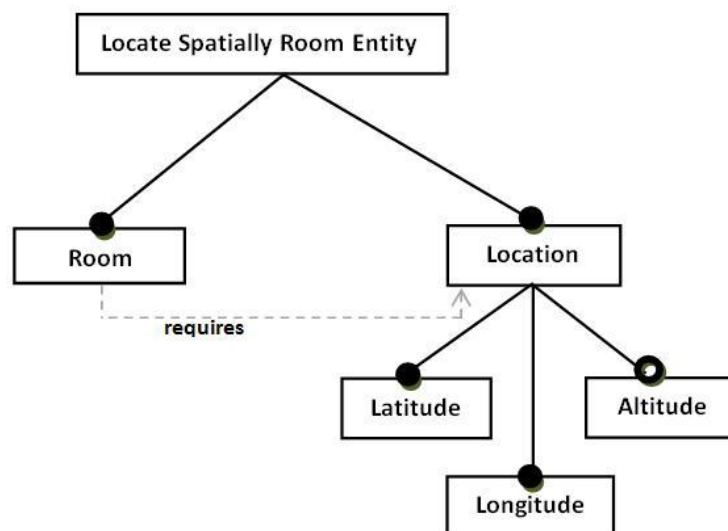 Locate Spatially Room Entity
Room
Location
requires
Latitude
Altitude
Longitude